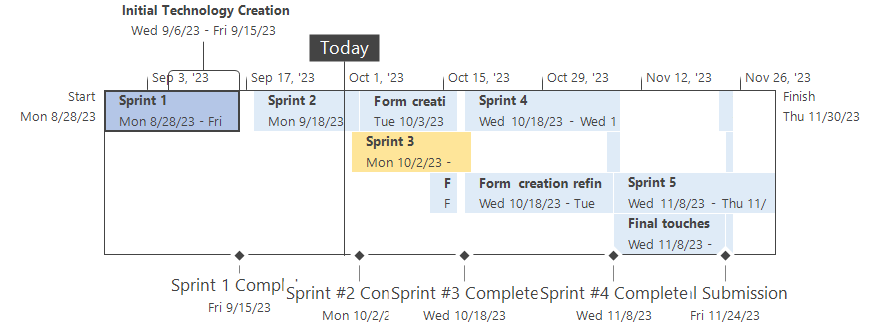 Initial Technology Creation
Wed 9/6/23 - Fri 9/15/23
Today
Sep 3, '23 Sep 17, '23 Oct 1, '23 Oct 15, '23 Oct 29, '23 Nov 12, '23 Nov 26, '23
Start
Mon 8/28/23
Sprint 1
Mon 8/28/23 - Fri
Sprint 2
Mon 9/18/23
Form creati
Tue 10/3/23
Sprint 4
Wed 10/18/23 - Wed 1
Finish
Thu 11/30/23
Sprint 3
Mon 10/2/23 -
F
F
Form creation refin
Wed 10/18/23 - Tue
Sprint 5
Wed 11/8/23 - Thu 11/
Final touches
Wed 11/8/23 -
Sprint 1 Compl
Fri 9/15/23
Sprint #2 Con
Mon 10/2/2
Sprint #3 Complete
Wed 10/18/23
Sprint #4 Complete
Wed 11/8/23
l Submission
Fri 11/24/23